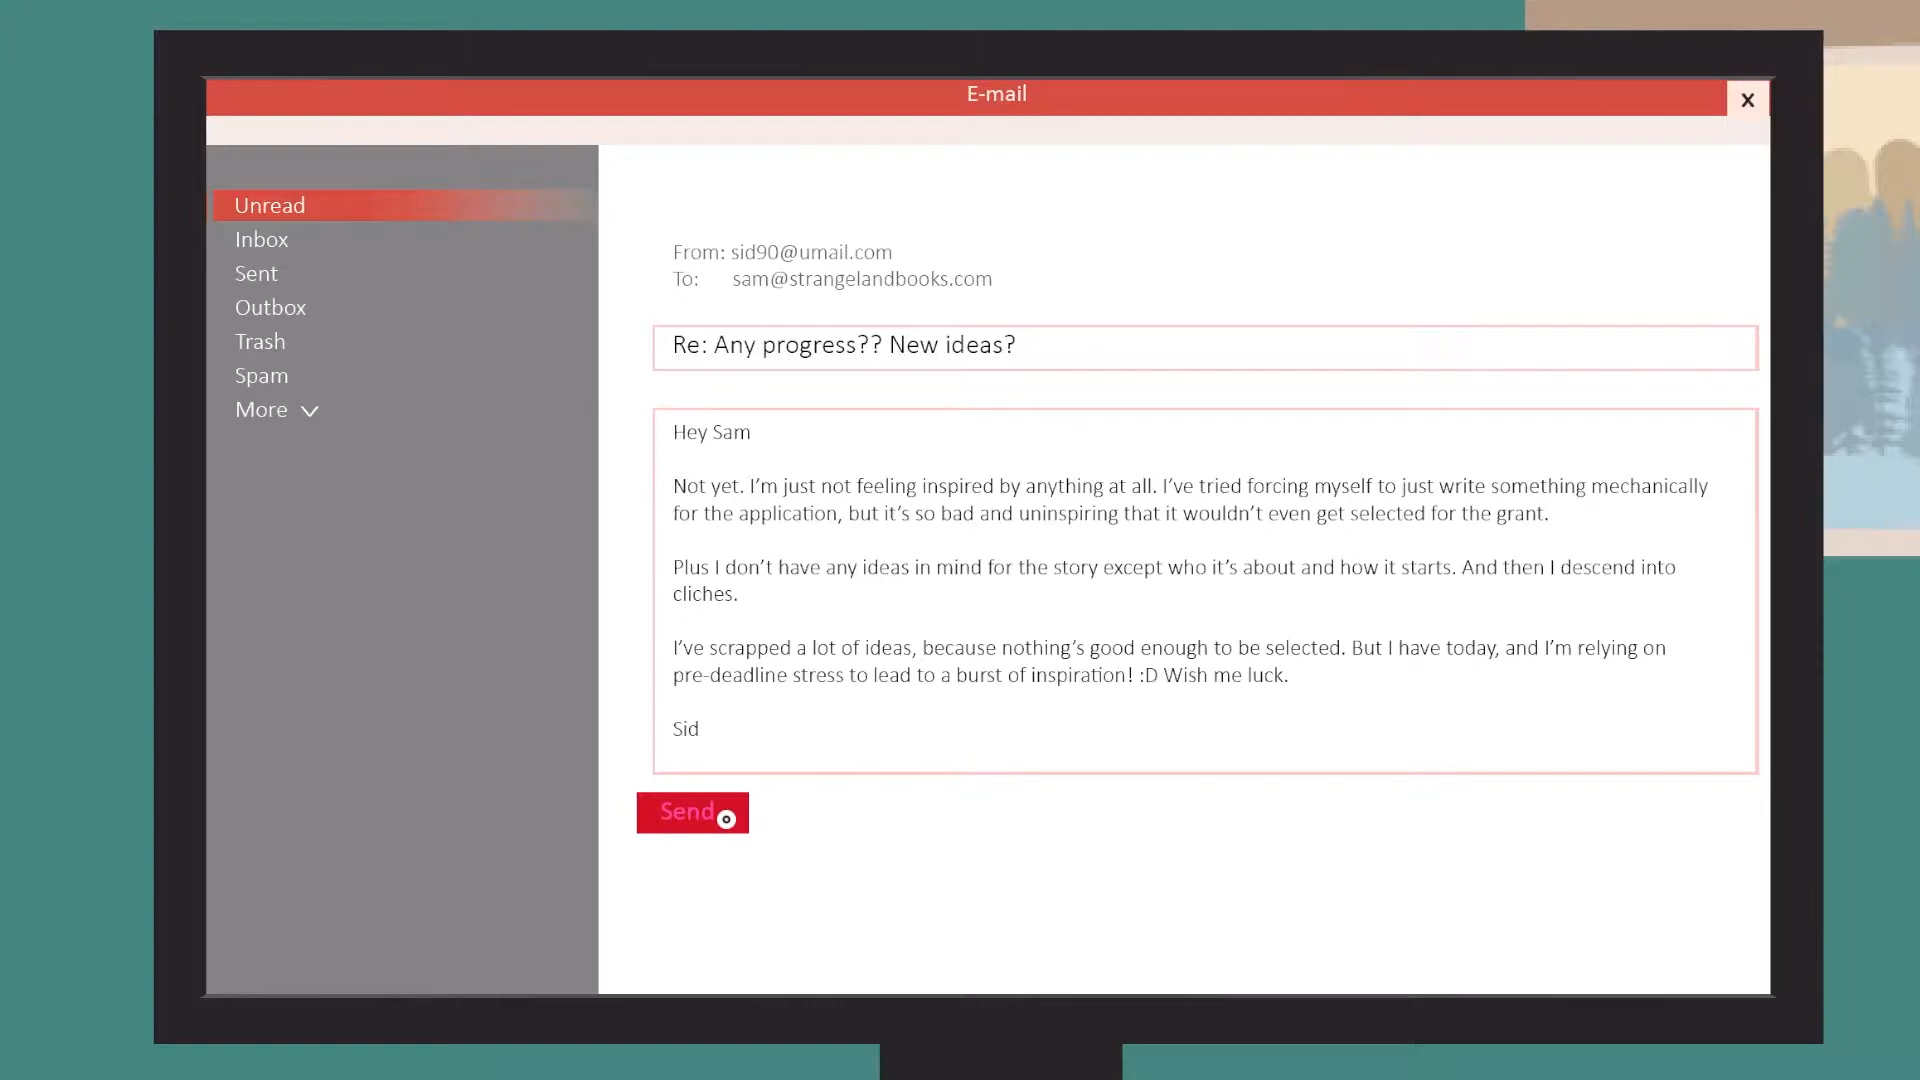 E-mail
X
Unread
Inbox
Sent
Outbox
Trash
Spam
More
From: sid90@umail.com
To: sam@strangelandbooks.com
Re: Any progress?? New ideas?
Hey Sam
Not yet. I’m just not feeling inspired by anything at all. I’ve tried forcing myself to just write something mechanically
for the application, but it’s so bad and uninspiring that it wouldn’t even get selected for the grant.
Plus I don’t have any ideas in mind for the story except who it’s about and how it starts. And then I descend into
cliches.
I’ve scrapped a lot of ideas, because nothing’s good enough to be selected. But I have today, and I’m relying on
pre-deadline stress to lead to a burst of inspiration! :D Wish me luck.
Sid
Send